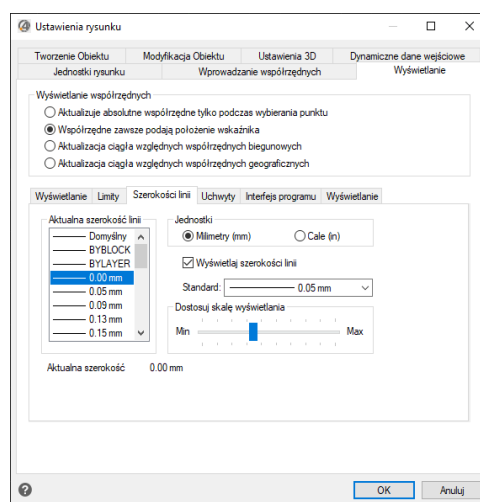 Ustawienia rysunku
Tworzenie Obiektu Modyfikacja Obiektu Ustawienia 3D Dynamiczne dane wejściowe
Jednostki rysunku Wprowadzanie współrzędnych Wyświetlanie
Wyświetlanie współrzędnych
Aktualizuje absolutne współrzędne tylko podczas wybierania punktu
Współrzędne zawsze podają położenie wskaźnika
Aktualizacja ciągła względnych współrzędnych biegunowych
Aktualizacja ciągła względnych współrzędnych geograficznych
Wyświetlanie Limity Szerokości linii Uchwyty Interfejs programu Wyświetlanie
Aktualna szerokość linii
Domyślny
BYBLOCK
BYLAYER
0.00 mm
0.05 mm
0.09 mm
0.13 mm
0.15 mm
Jednostki
Milimetry (mm) Cale (in)
Wyświetlaj szerokości linii
Standard: 0.05 mm
Dostosuj skalę wyświetlania
Min Max
Aktualna szerokość 0.00 mm
? OK Anuluj